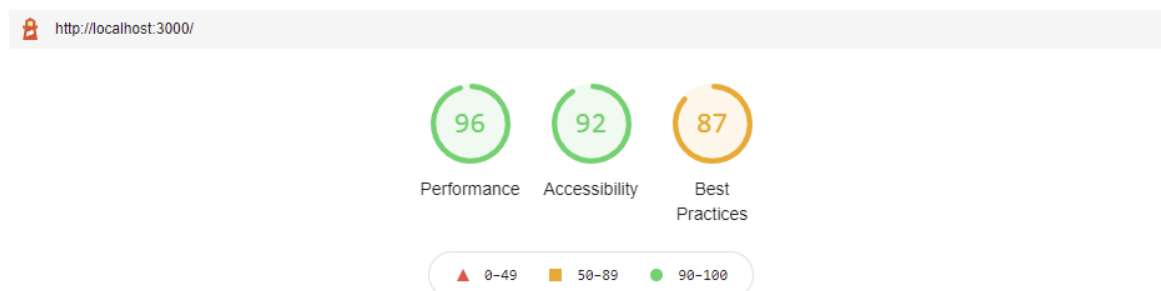 http://localhost:3000/
96 92 87
Performance Accessibility Best
Practices
0–49 50–89 90–100